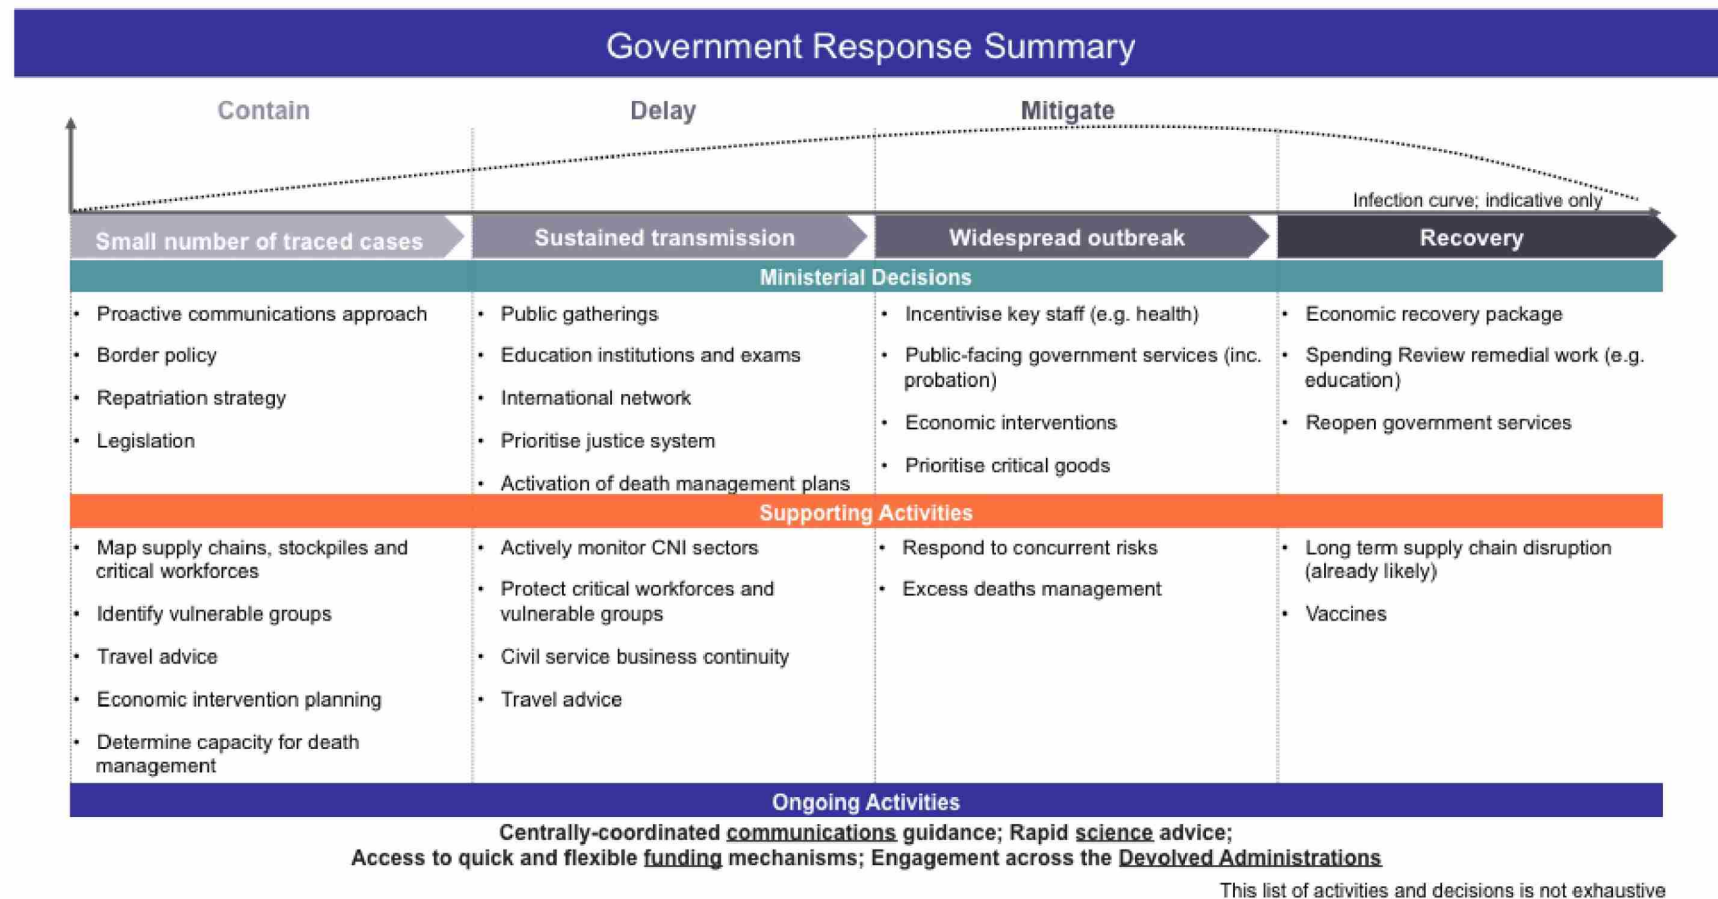 Government Response Summary
Contain
Delay
Mitigate
Infection curve; indicative only
Small number of traced cases
Sustained transmission
Widespread outbreak
Recovery
Ministerial Decisions
• Proactive communications approach
• Border policy
• Repatriation strategy
• Legislation
• Public gatherings
• Education institutions and exams
• International network
• Prioritise justice system
• Activation of death management plans
• Incentivise key staff (e.g. health)
• Public-facing government services (inc.
probation)
• Economic interventions
• Prioritise critical goods
• Economic recovery package
• Spending Review remedial work (e.g.
education)
• Reopen government services
Supporting Activities
• Map supply chains, stockpiles and
critical workforces
• Identify vulnerable groups
• Travel advice
• Economic intervention planning
• Determine capacity for death
management
• Actively monitor CNI sectors
• Protect critical workforces and
vulnerable groups
• Civil service business continuity
• Travel advice
• Respond to concurrent risks
• Excess deaths management
• Long term supply chain disruption
(already likely)
• Vaccines
Ongoing Activities
Centrally-coordinated communications guidance; Rapid science advice;
Access to quick and flexible funding mechanisms; Engagement across the Devolved Administrations
This list of activities and decisions is not exhaustive